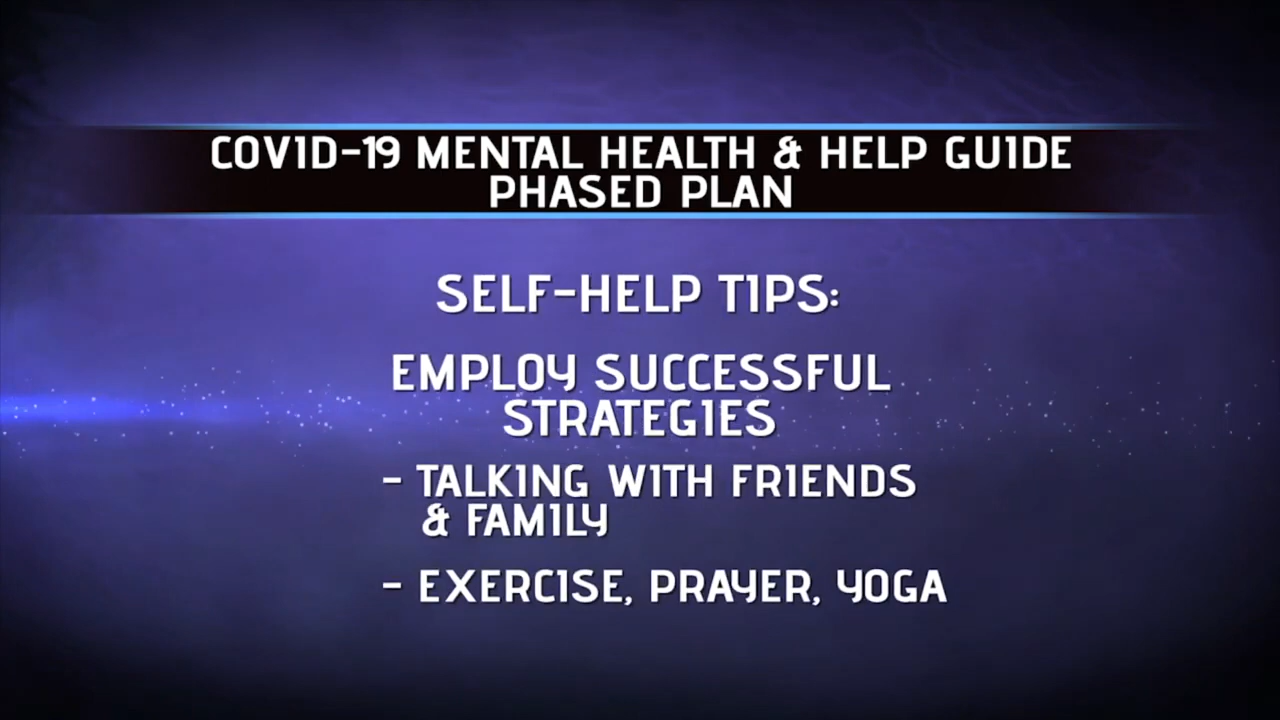 COVID-19 MENTAL HEALTH & HELP GUIDE
PHASED PLAN
SELF-HELP TIPS:
EMPLOY SUCCESSFUL
STRATEGIES
- TALKING WITH FRIENDS
& FAMILY
- EXERCISE, PRAYER, YOGA